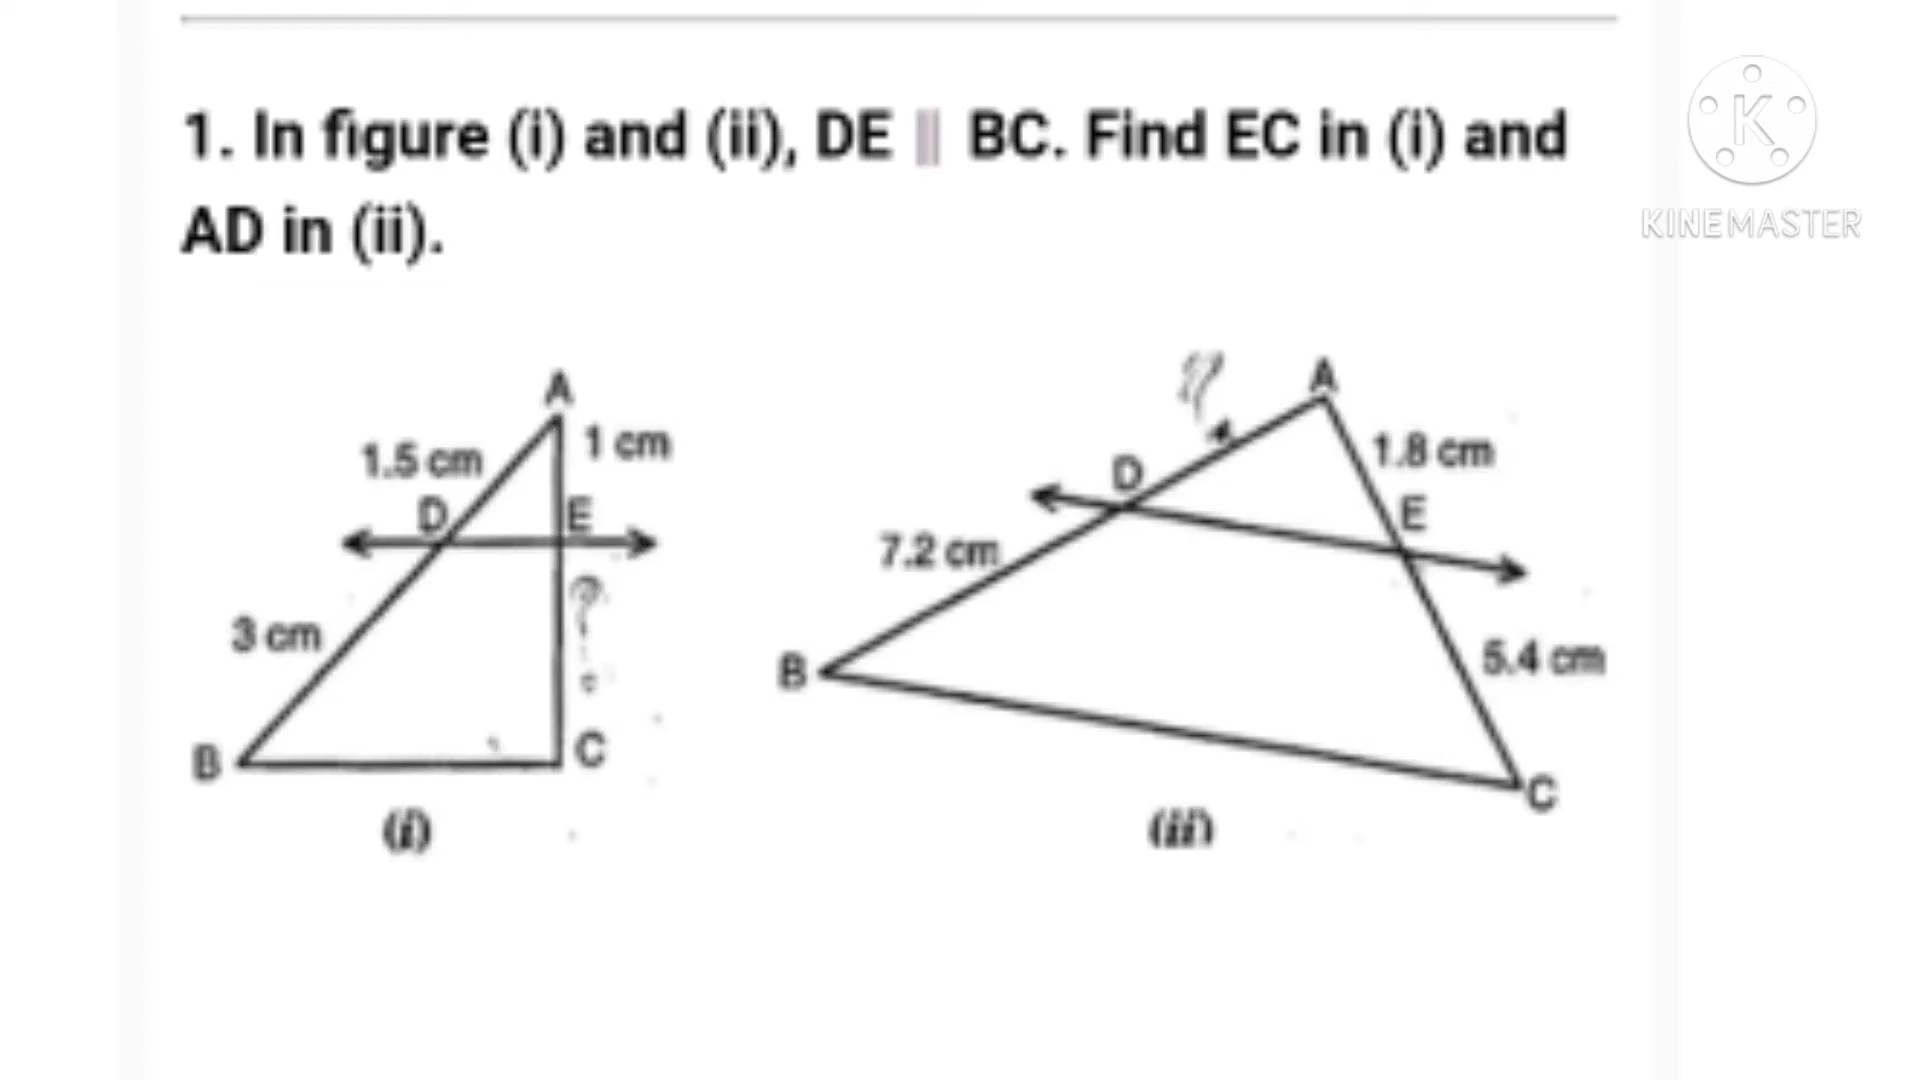 1. In figure (i) and (ii), DE || BC. Find EC in (i) and
AD in (ii).
K
KINEMASTER
A
1.5 cm
1 cm
D
E
3 cm
?
B
C
(i)
A
1.8 cm
D
E
7.2 cm
B
5.4 cm
C
(ii)